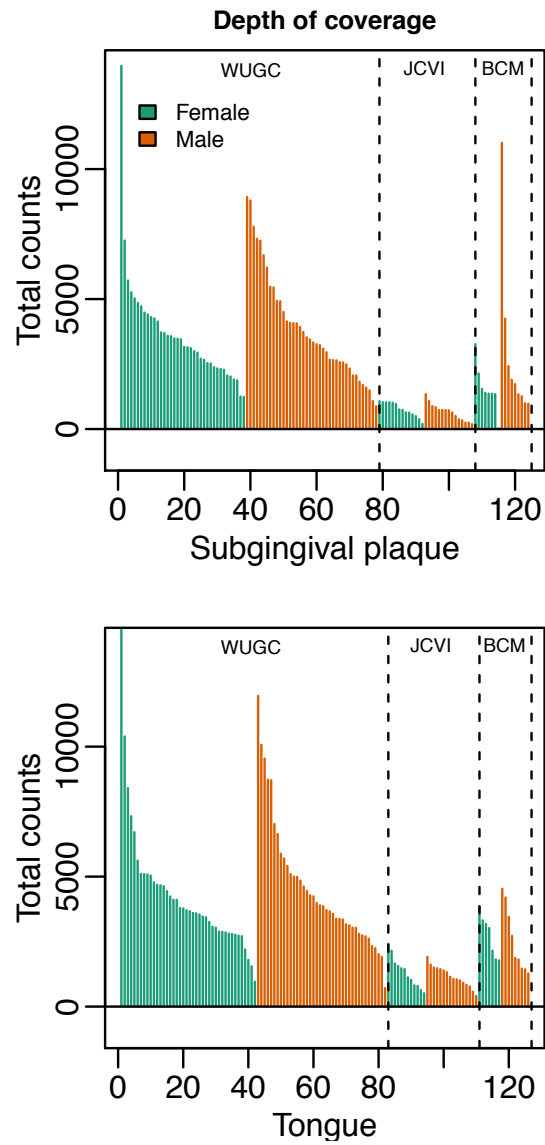 Depth of coverage
WUGC JCVI BCM
Female
Male
Total counts
0 5000 10000
0 20 40 60 80 120
Subgingival plaque
WUGC JCVI BCM
Total counts
0 5000 10000
0 20 40 60 80 120
Tongue